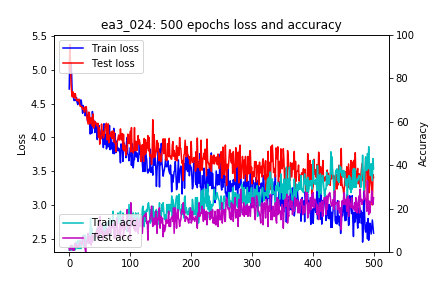 ea3_024: 500 epochs loss and accuracy
Train loss
Test loss
Train acc
Test acc
Loss
5.5
5.0
4.5
4.0
3.5
3.0
2.5
Accuracy
100
80
60
40
20
0
0 100 200 300 400 500